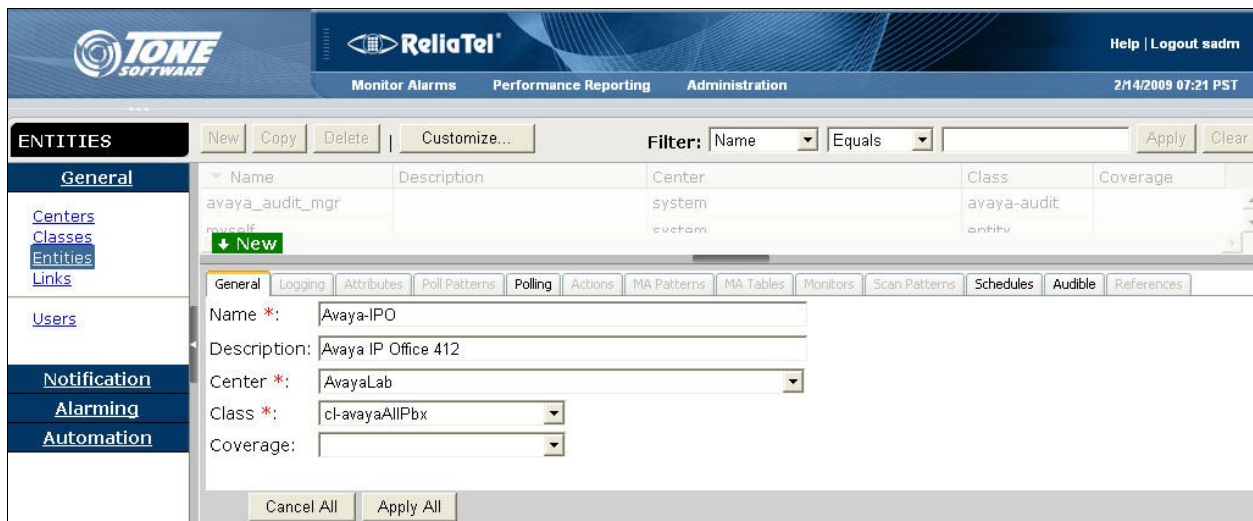 TONE
SOFTWARE
ReliaTel
Help | Logout sadm
Monitor Alarms Performance Reporting Administration
2/14/2009 07:21 PST
ENTITIES
New Copy Delete | Customize... Filter: Name Equals Apply Clear
General
Centers
Classes
Entities
Links
Users
Notification
Alarming
Automation
Name Description Center Class Coverage
avaya_audit_mgr system avaya-audit
myself system entity
New
General Logging Attributes Poll Patterns Polling Actions MA Patterns MA Tables Monitors Scan Patterns Schedules Audible References
Name *: Avaya-IPO
Description: Avaya IP Office 412
Center *: AvayaLab
Class *: cl-avayaAllPbx
Coverage:
Cancel All Apply All